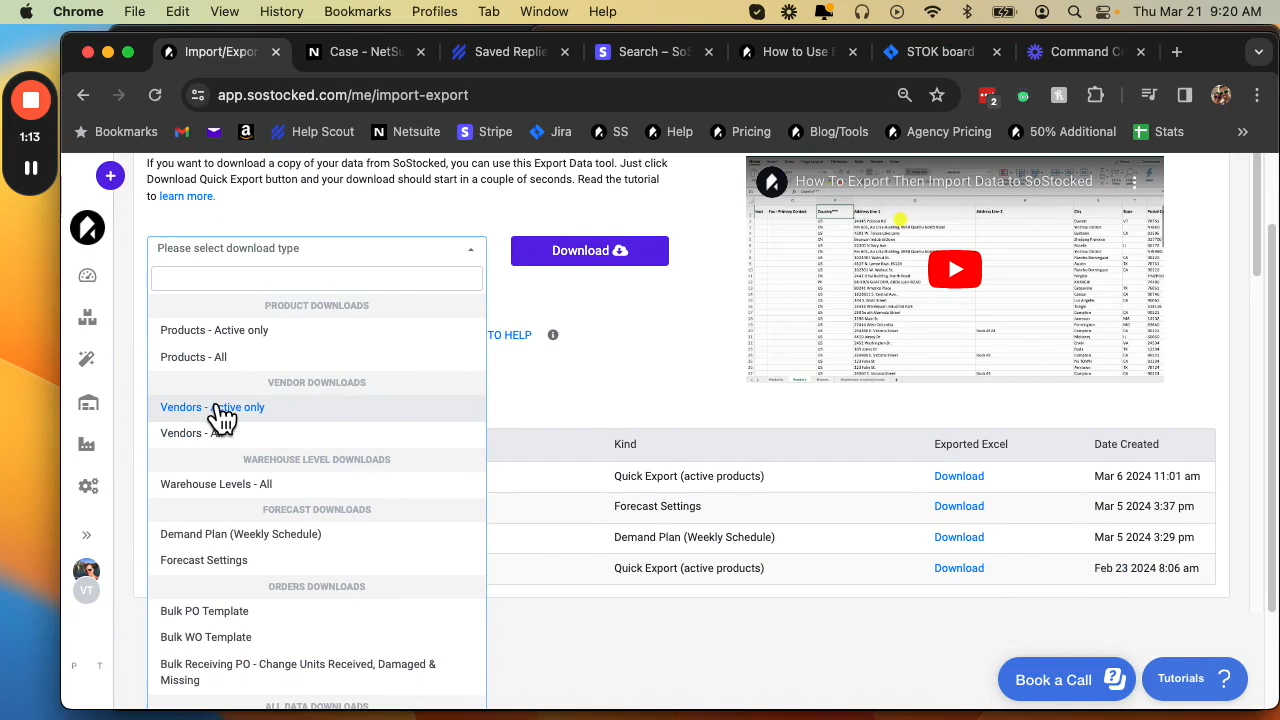 Chrome File Edit View History Bookmarks Profiles Tab Window Help Thu Mar 21 9:20 AM
Import/Expor Case - NetSu Saved Replie Search – SoS How to Use E STOK board Command C
app.sostocked.com/me/import-export 2
Bookmarks Help Scout Netsuite Stripe Jira SS Help Pricing Blog/Tools Agency Pricing 50% Additional Stats
1:13
If you want to download a copy of your data from SoStocked, you can use this Export Data tool. Just click
Download Quick Export button and your download should start in a couple of seconds. Read the tutorial
to learn more.
How To Export Then Import Data to SoStocked
Please select download type
Download
PRODUCT DOWNLOADS
Products - Active only
TO HELP
Products - All
VENDOR DOWNLOADS
Vendors - Active only
Vendors -
WAREHOUSE LEVEL DOWNLOADS
Warehouse Levels - All
FORECAST DOWNLOADS
Demand Plan (Weekly Schedule)
Forecast Settings
ORDERS DOWNLOADS
Bulk PO Template
Bulk WO Template
Bulk Receiving PO - Change Units Received, Damaged &
Missing
ALL DATA DOWNLOADS
Kind Exported Excel Date Created
Quick Export (active products) Download Mar 6 2024 11:01 am
Forecast Settings Download Mar 5 2024 3:37 pm
Demand Plan (Weekly Schedule) Download Mar 5 2024 3:29 pm
Quick Export (active products) Download Feb 23 2024 8:06 am
VT
P T
Book a Call
Tutorials ?